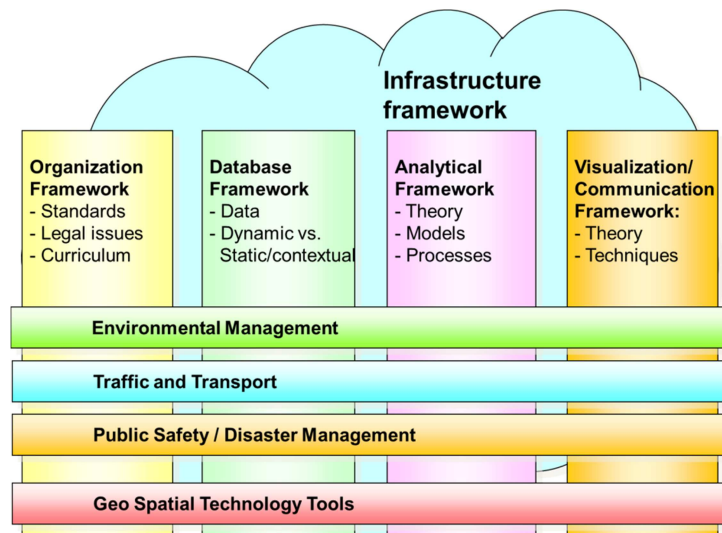 Infrastructure
framework
Organization
Framework
- Standards
- Legal issues
- Curriculum
Database
Framework
- Data
- Dynamic vs.
Static/contextual
Analytical
Framework
- Theory
- Models
- Processes
Visualization/
Communication
Framework:
- Theory
- Techniques
Environmental Management
Traffic and Transport
Public Safety / Disaster Management
Geo Spatial Technology Tools